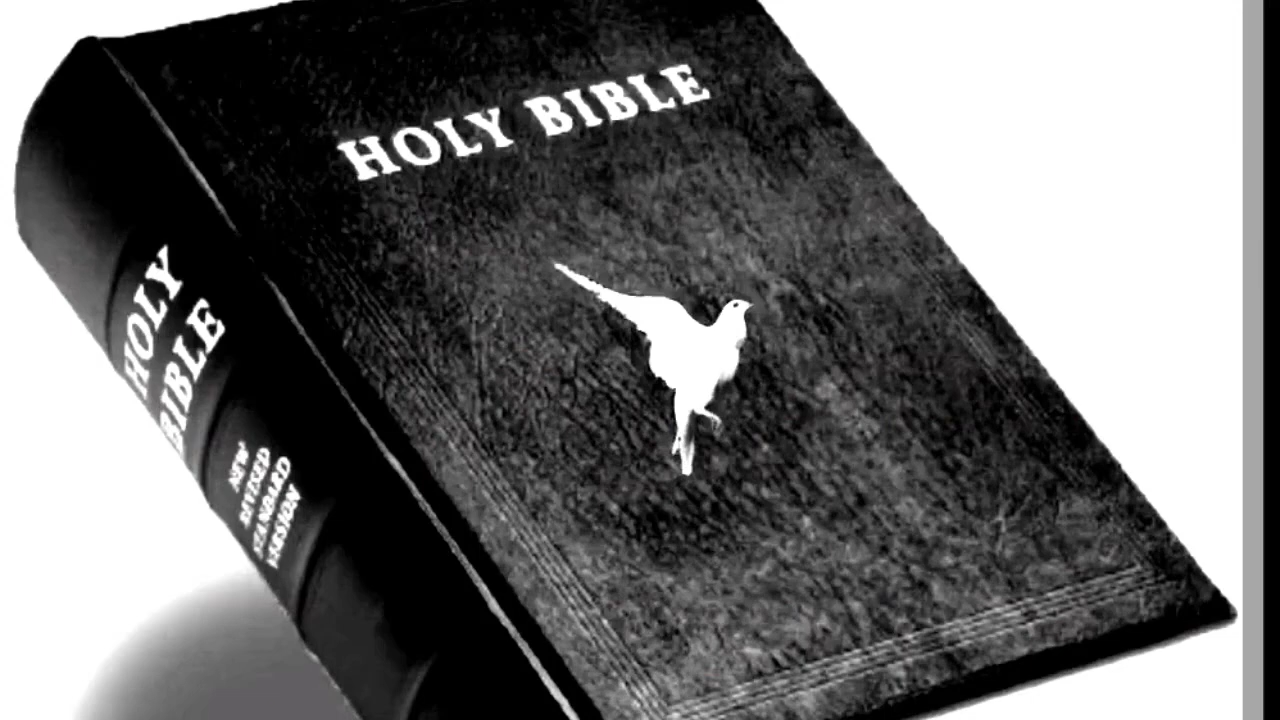 HOLY BIBLE
HOLY
BIBLE
NEW
REVISED
STANDARD
VERSION